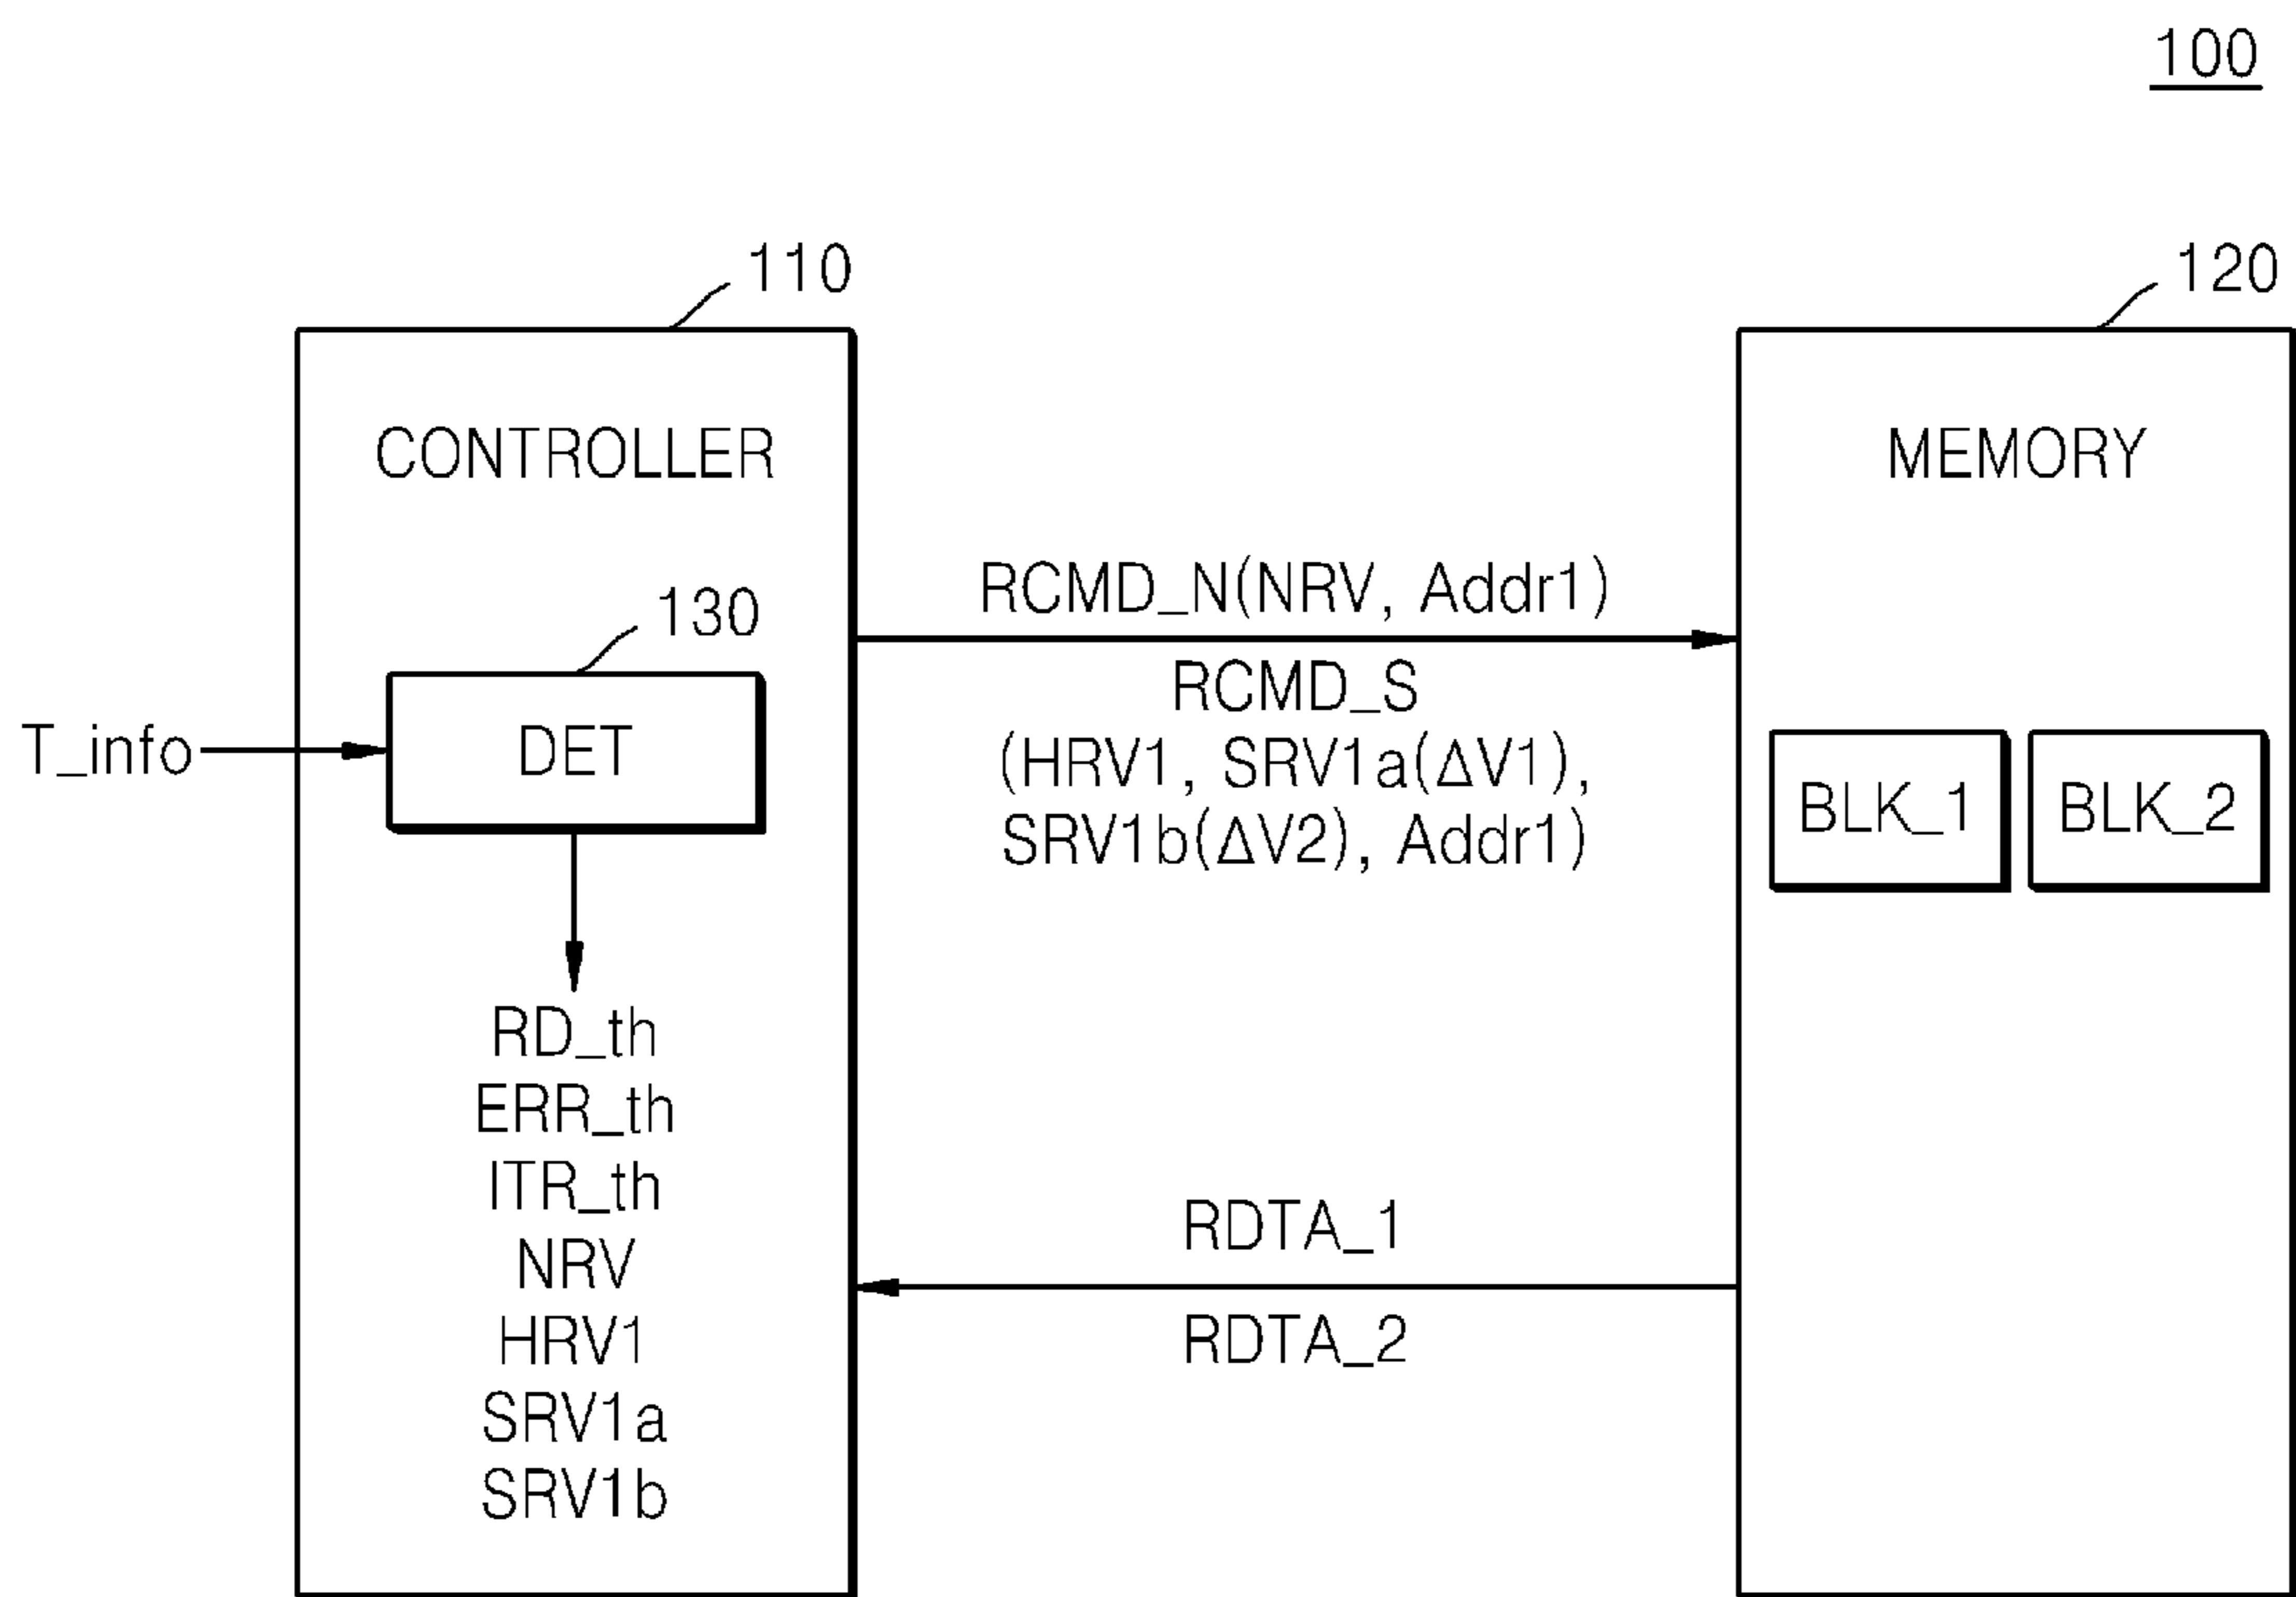 100
110
120
CONTROLLER
MEMORY
130
T_info
DET
RD_th
ERR_th
ITR_th
NRV
HRV1
SRV1a
SRV1b
RCMD_N(NRV, Addr1)
RCMD_S
(HRV1, SRV1a(ΔV1),
SRV1b(ΔV2), Addr1)
RDTA_1
RDTA_2
BLK_1
BLK_2